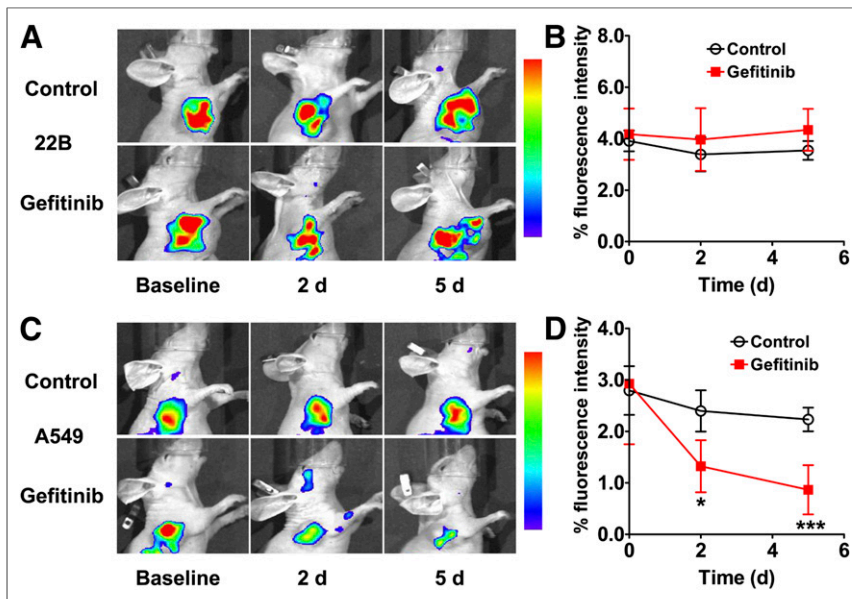 A
Control
22B
Gefitinib
Baseline
2 d
5 d
B
Control
Gefitinib
% fluorescence intensity
8.0
6.0
4.0
2.0
0.0
0
2
4
6
Time (d)
C
Control
A549
Gefitinib
Baseline
2 d
5 d
D
Control
Gefitinib
% fluorescence intensity
4.0
3.0
2.0
1.0
0.0
*
***
0
2
4
6
Time (d)